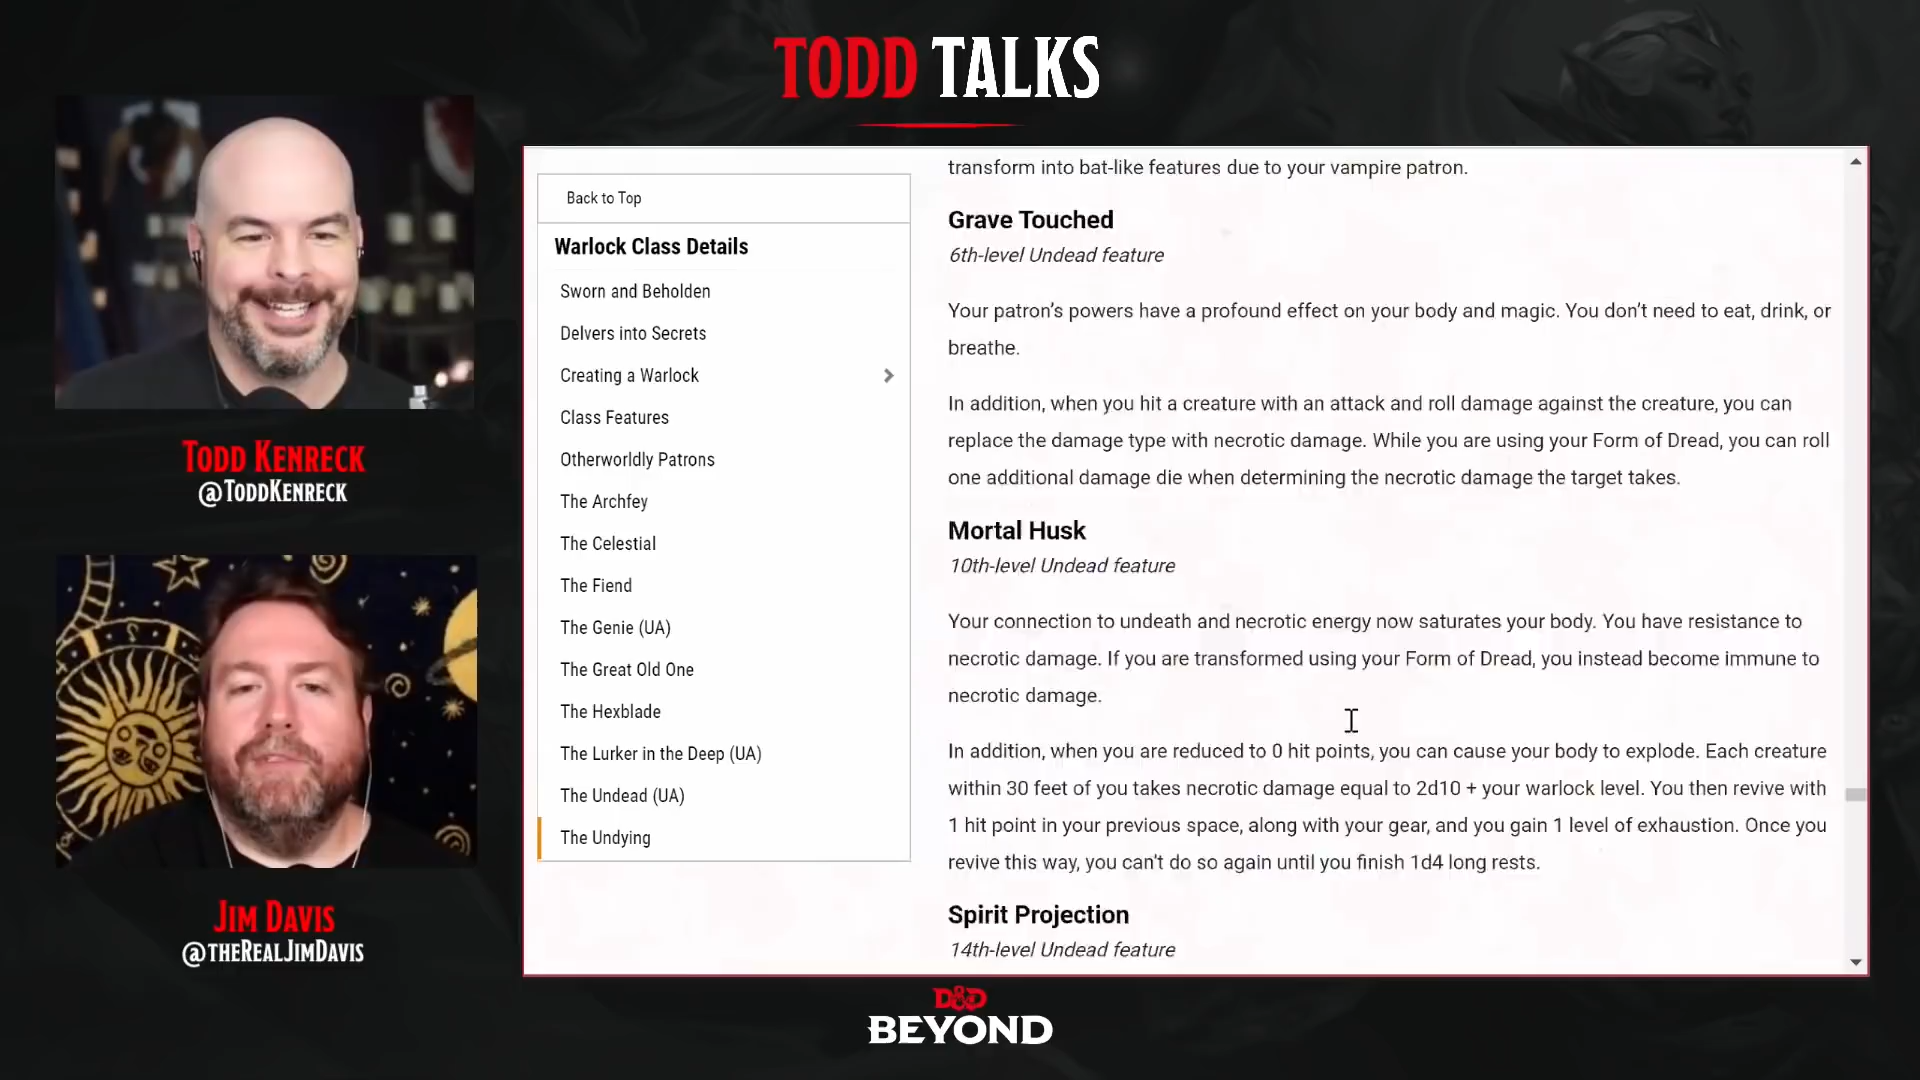 TODD TALKS
TODD KENRECK
@TODDKENRECK
JIM DAVIS
@THEREALJIMDAVIS
Back to Top
Warlock Class Details
Sworn and Beholden
Delvers into Secrets
Creating a Warlock
Class Features
Otherworldly Patrons
The Archfey
The Celestial
The Fiend
The Genie (UA)
The Great Old One
The Hexblade
The Lurker in the Deep (UA)
The Undead (UA)
The Undying
transform into bat-like features due to your vampire patron.
Grave Touched
6th-level Undead feature
Your patron’s powers have a profound effect on your body and magic. You don’t need to eat, drink, or
breathe.
In addition, when you hit a creature with an attack and roll damage against the creature, you can
replace the damage type with necrotic damage. While you are using your Form of Dread, you can roll
one additional damage die when determining the necrotic damage the target takes.
Mortal Husk
10th-level Undead feature
Your connection to undeath and necrotic energy now saturates your body. You have resistance to
necrotic damage. If you are transformed using your Form of Dread, you instead become immune to
necrotic damage.
In addition, when you are reduced to 0 hit points, you can cause your body to explode. Each creature
within 30 feet of you takes necrotic damage equal to 2d10 + your warlock level. You then revive with
1 hit point in your previous space, along with your gear, and you gain 1 level of exhaustion. Once you
revive this way, you can’t do so again until you finish 1d4 long rests.
Spirit Projection
14th-level Undead feature
D&D
BEYOND